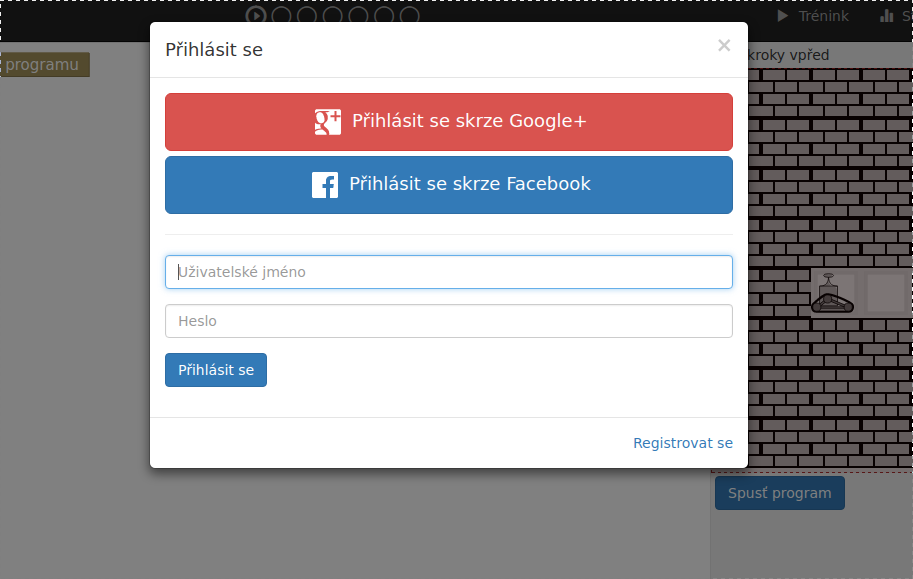 Trénink
Přihlásit se
×
programu
kroky vpřed
Přihlásit se skrze Google+
Přihlásit se skrze Facebook
Uživatelské jméno
Heslo
Přihlásit se
Registrovat se
Spusť program